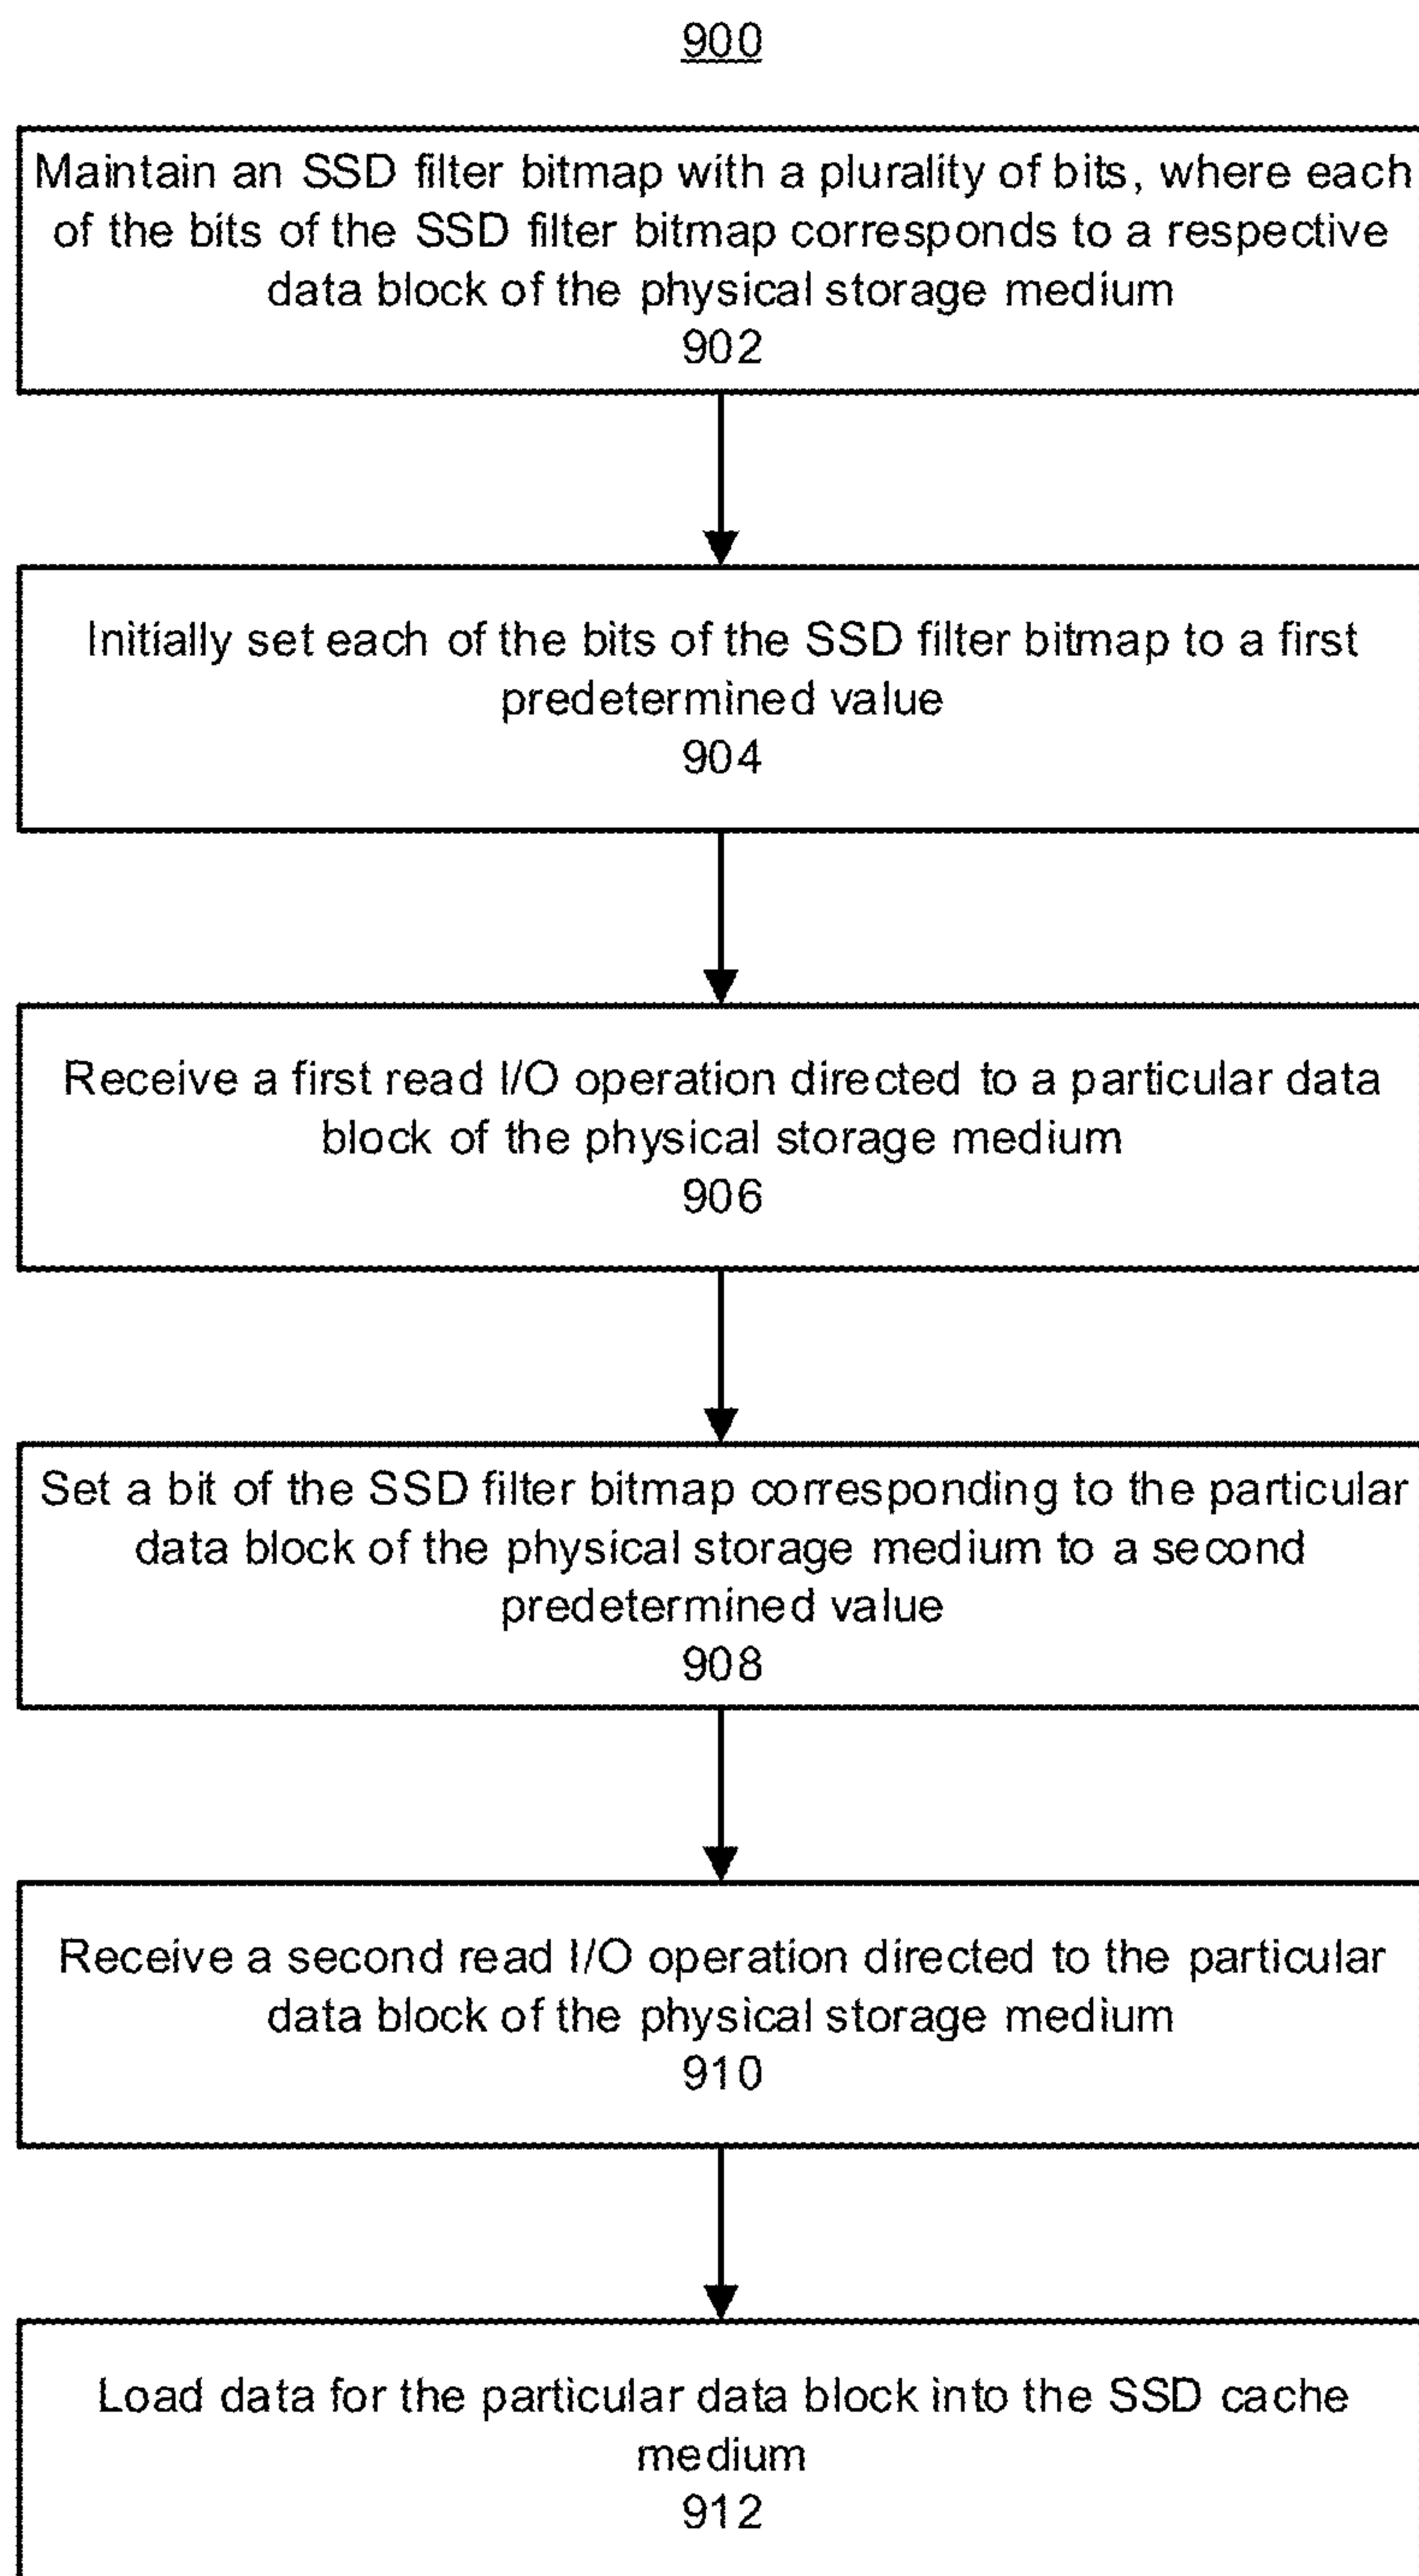 900
Maintain an SSD filter bitmap with a plurality of bits, where each
of the bits of the SSD filter bitmap corresponds to a respective
data block of the physical storage medium
902
Initially set each of the bits of the SSD filter bitmap to a first
predetermined value
904
Receive a first read I/O operation directed to a particular data
block of the physical storage medium
906
Set a bit of the SSD filter bitmap corresponding to the particular
data block of the physical storage medium to a second
predetermined value
908
Receive a second read I/O operation directed to the particular
data block of the physical storage medium
910
Load data for the particular data block into the SSD cache
medium
912